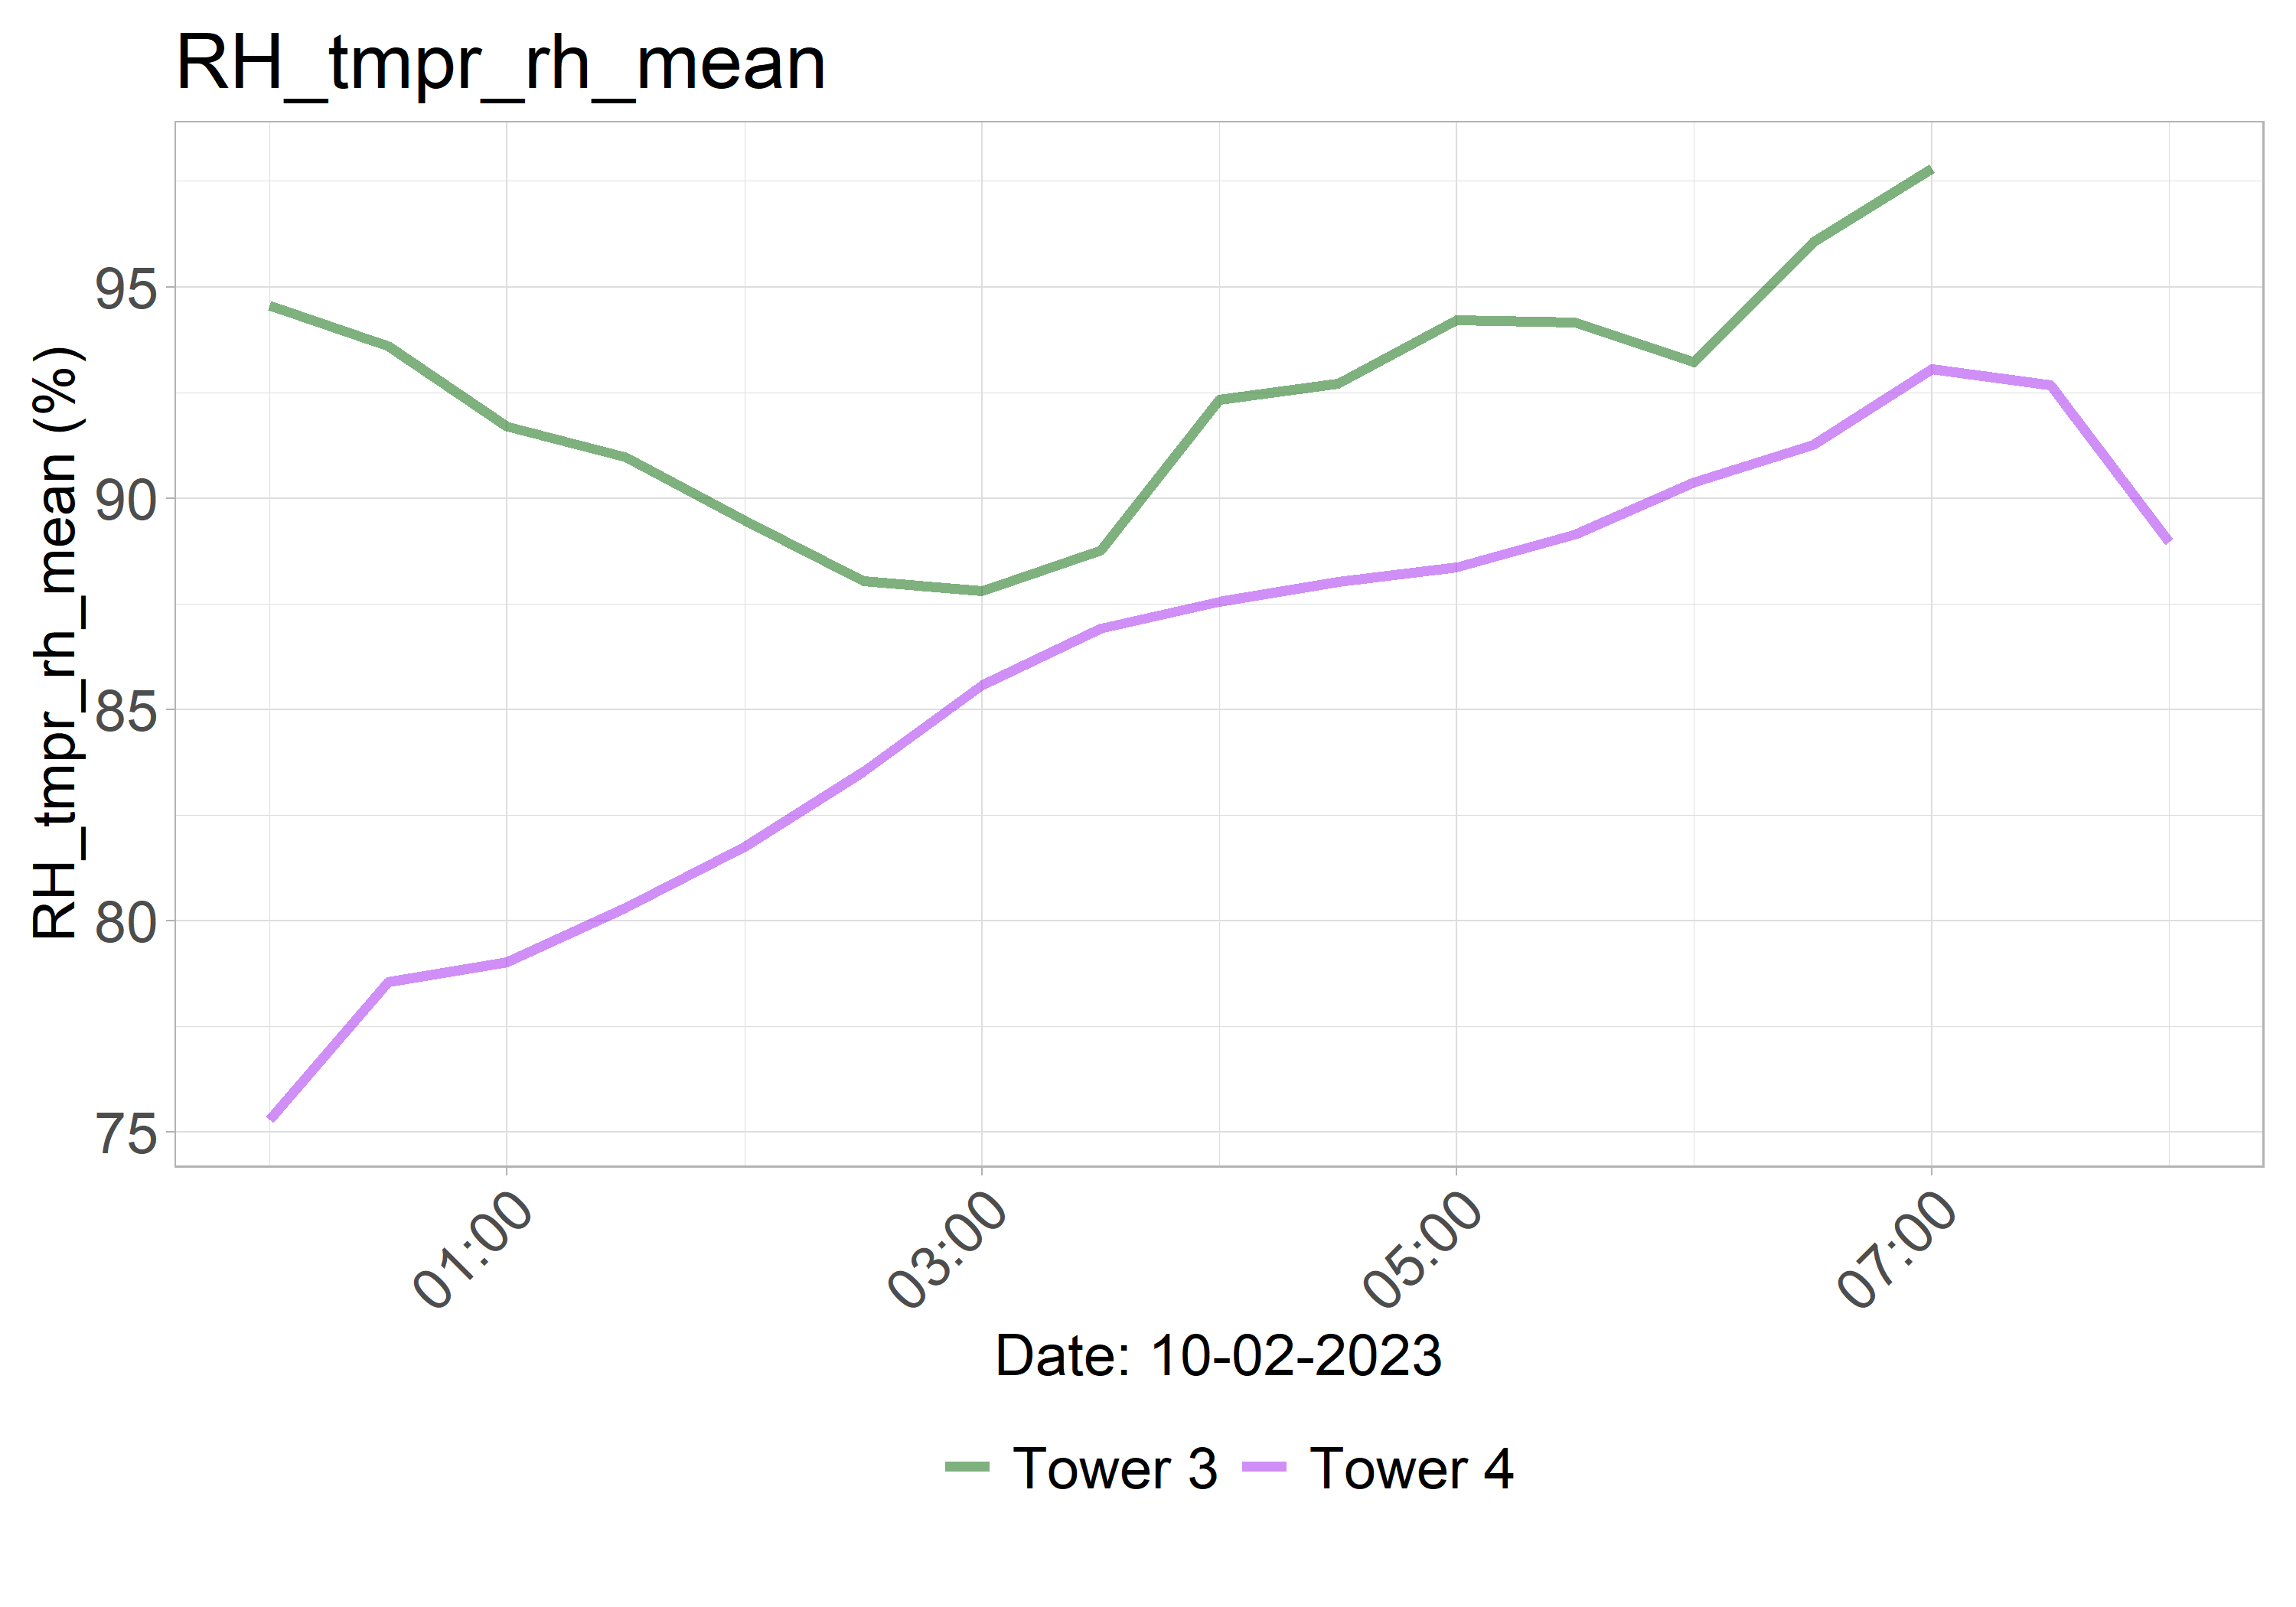 RH_tmpr_rh_mean
RH_tmpr_rh_mean (%)
95
90
85
80
75
01:00
03:00
05:00
07:00
Date: 10-02-2023
Tower 3
Tower 4